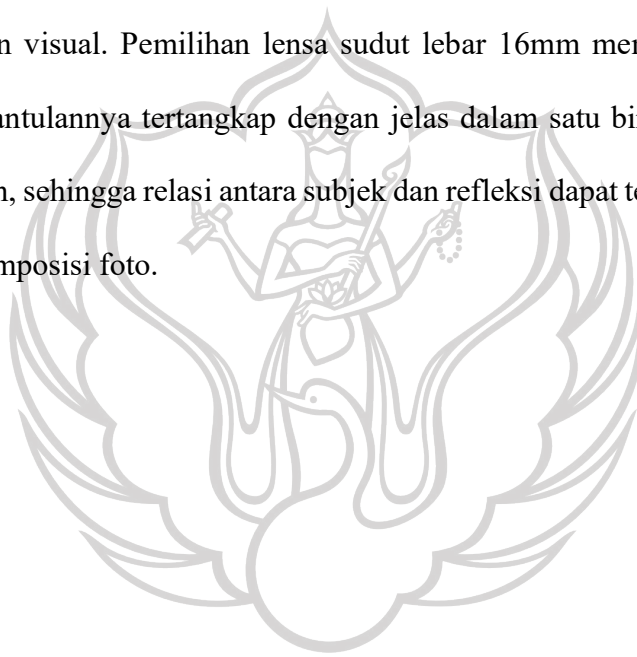 n visual. Pemilihan lensa sudut lebar 16mm mer
antulannya tertangkap dengan jelas dalam satu bi
, sehingga relasi antara subjek dan refleksi dapat te
mposisi foto.